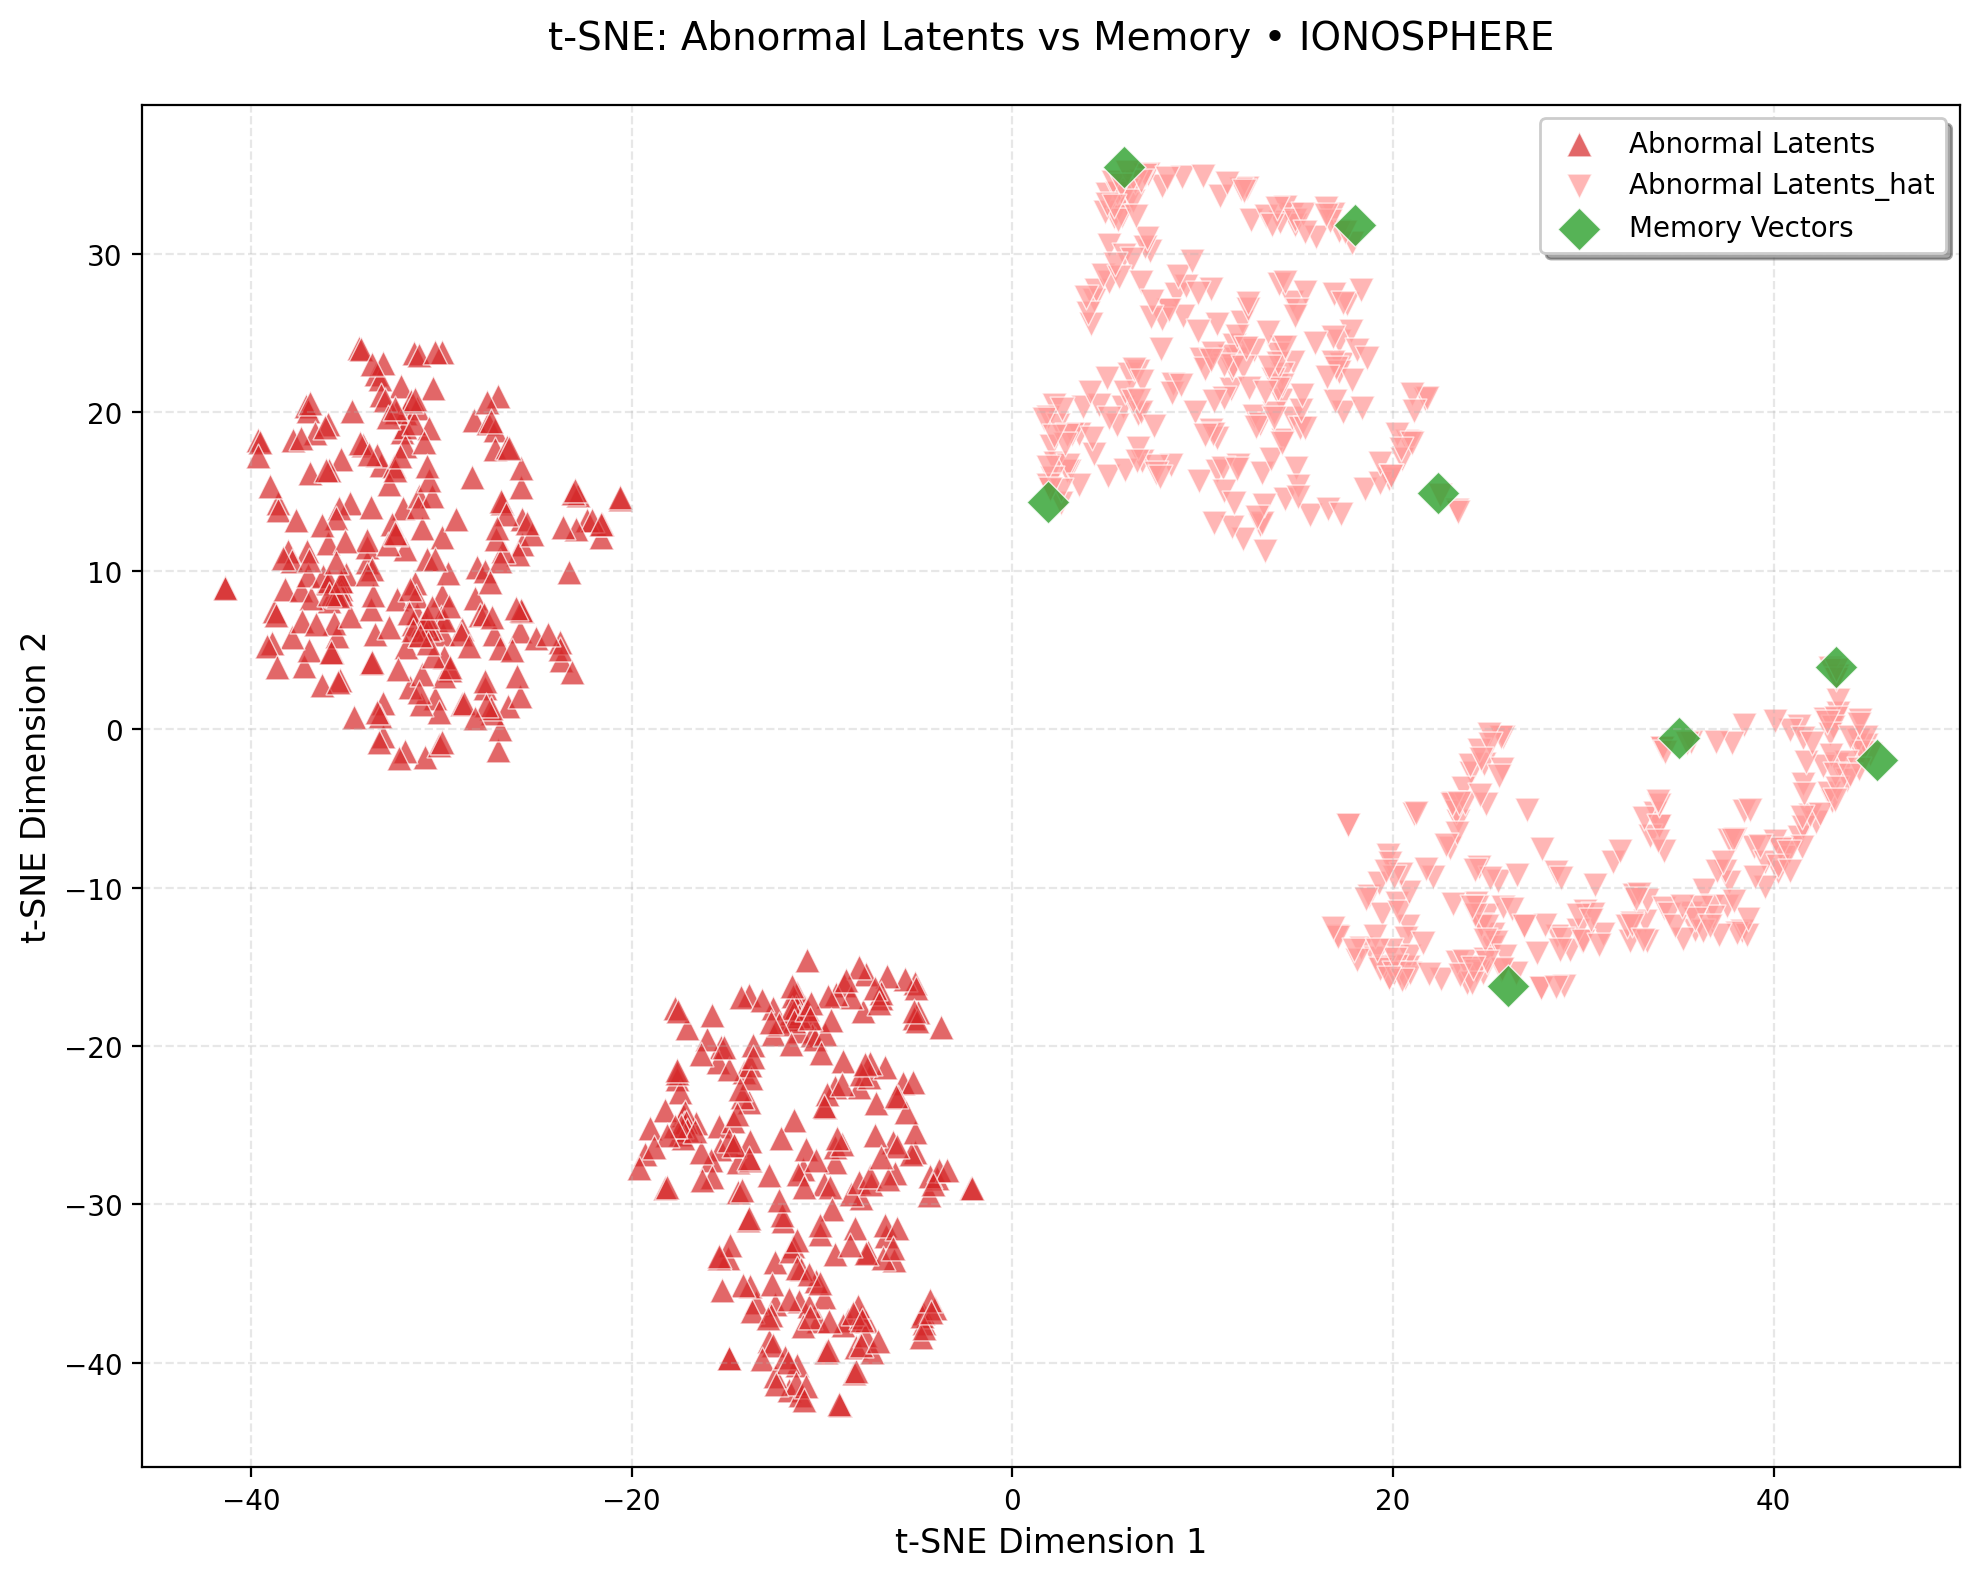 t-SNE: Abnormal Latents vs Memory • IONOSPHERE
Abnormal Latents
Abnormal Latents_hat
Memory Vectors
t-SNE Dimension 2
30
20
10
0
−10
−20
−30
−40
−40
−20
0
20
40
t-SNE Dimension 1